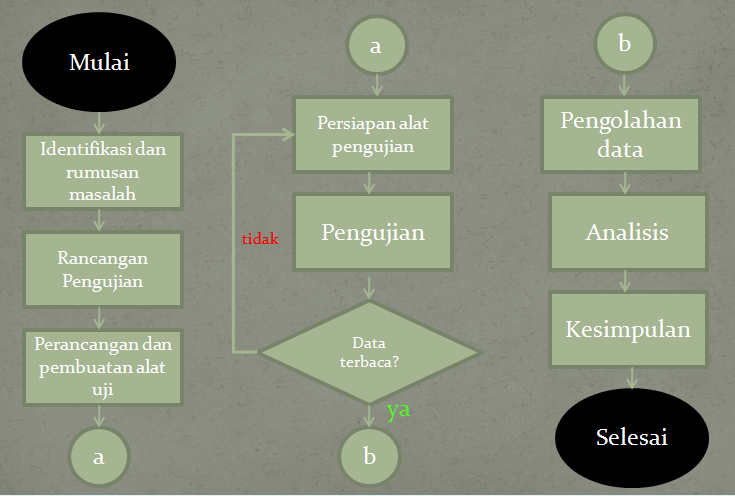 Mulai
Identifikasi dan
rumusan
masalah
Rancangan
Pengujian
Perancangan dan
pembuatan alat
uji
a
a
Persiapan alat
pengujian
Pengujian
tidak
Data
terbaca?
ya
b
b
Pengolahan
data
Analisis
Kesimpulan
Selesai